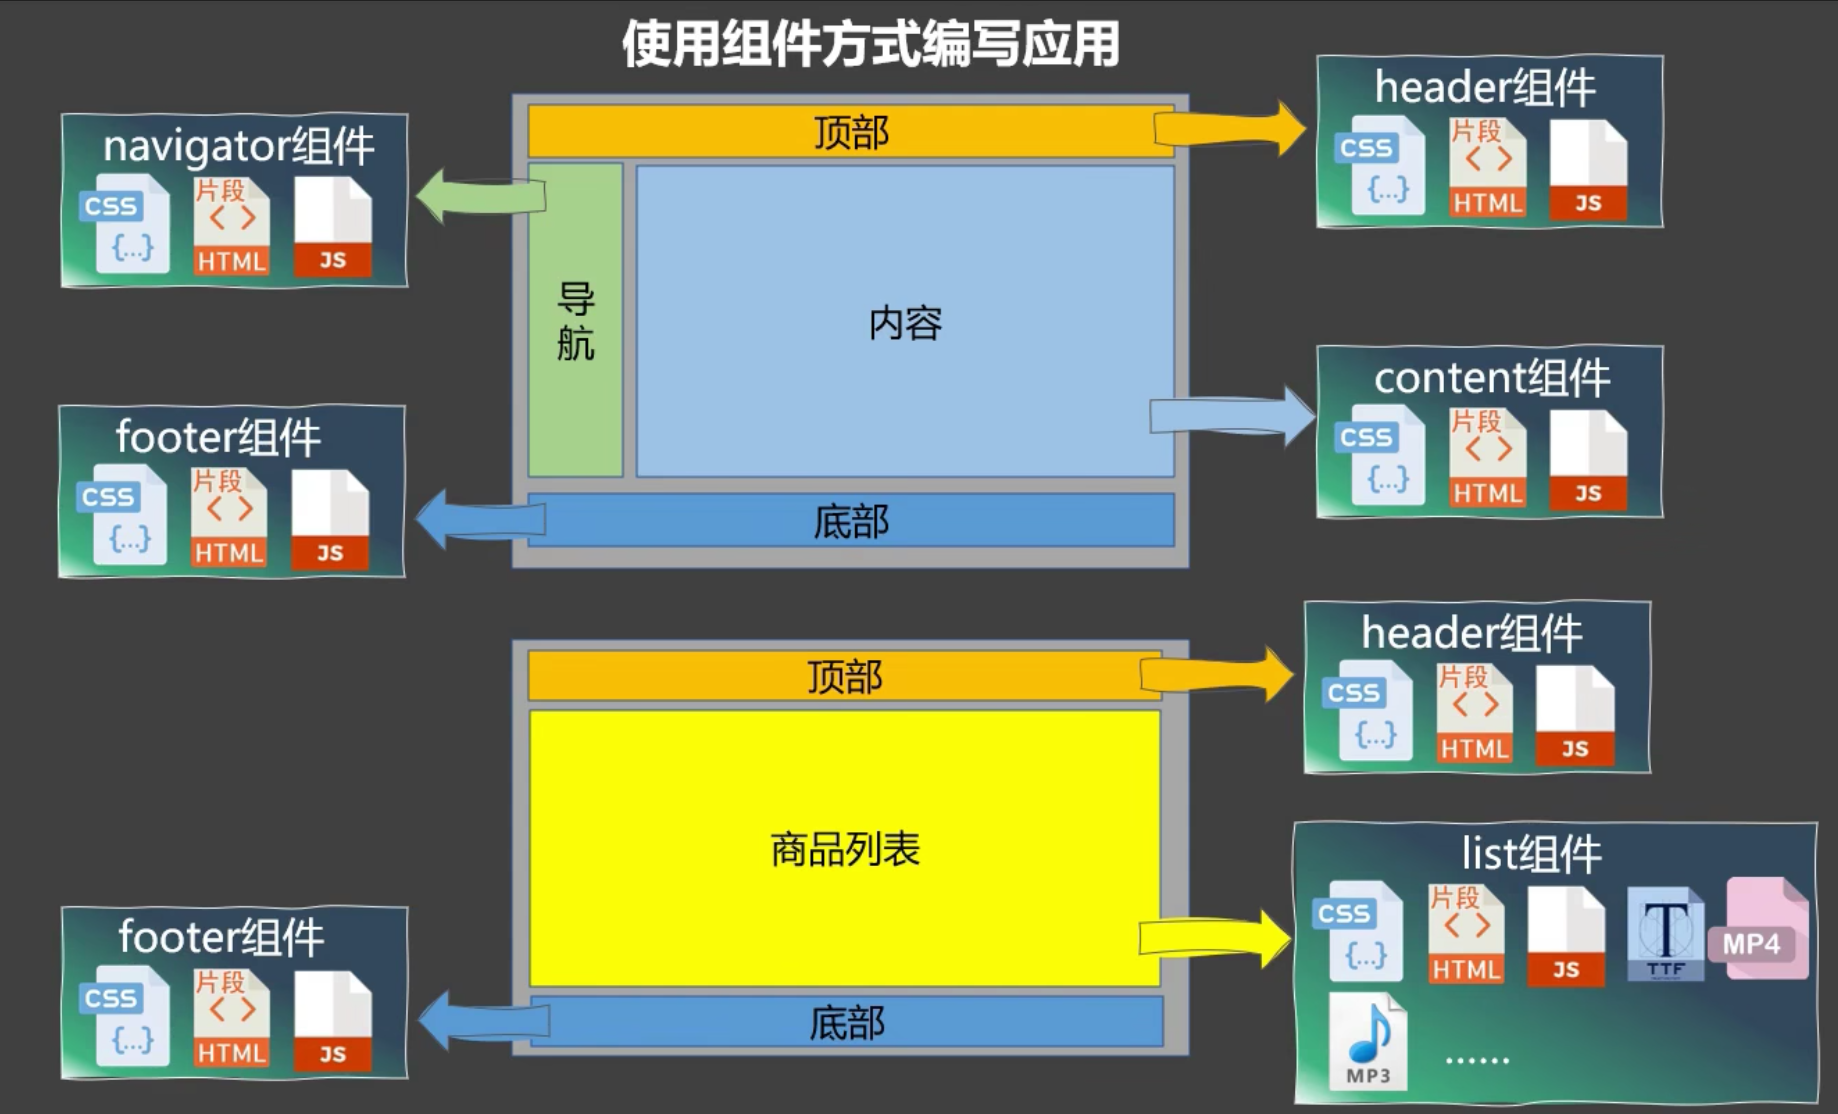 使用组件方式编写应用
navigator组件
CSS
{...}
片段
< >
HTML
JS
顶部
导
航
内容
底部
header组件
CSS
{...}
片段
< >
HTML
JS
footer组件
CSS
{...}
片段
< >
HTML
JS
content组件
CSS
{...}
片段
< >
HTML
JS
顶部
商品列表
底部
header组件
CSS
{...}
片段
< >
HTML
JS
footer组件
CSS
{...}
片段
< >
HTML
JS
list组件
CSS
{...}
片段
< >
HTML
JS
T
TTF
MP4
MP3
......